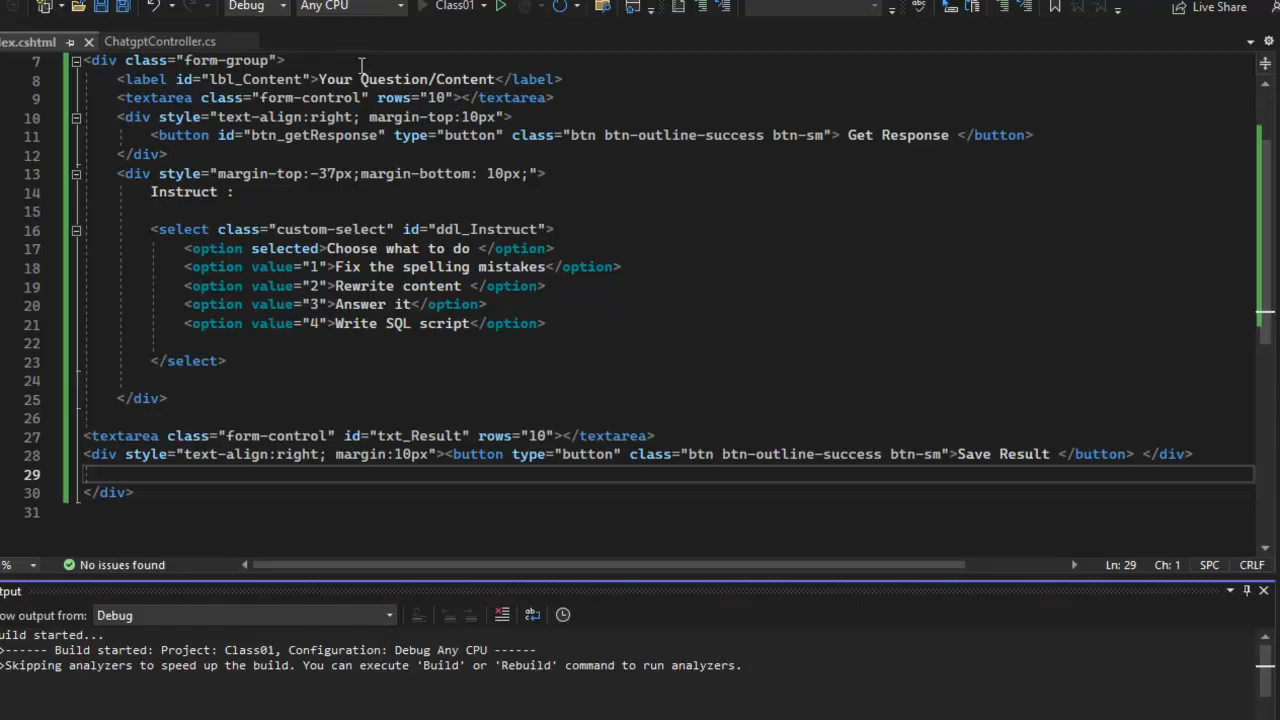 Debug Any CPU Class01 Live Share
ex.cshtml ChatgptController.cs
7 <div class="form-group">
8 <label id="lbl_Content">Your Question/Content</label>
9 <textarea class="form-control" rows="10"></textarea>
10 <div style="text-align:right; margin-top:10px">
11 <button id="btn_getResponse" type="button" class="btn btn-outline-success btn-sm"> Get Response </button>
12 </div>
13 <div style="margin-top:-37px;margin-bottom: 10px;">
14 Instruct :
15
16 <select class="custom-select" id="ddl_Instruct">
17 <option selected>Choose what to do </option>
18 <option value="1">Fix the spelling mistakes</option>
19 <option value="2">Rewrite content </option>
20 <option value="3">Answer it</option>
21 <option value="4">Write SQL script</option>
22
23 </select>
24
25 </div>
26
27 <textarea class="form-control" id="txt_Result" rows="10"></textarea>
28 <div style="text-align:right; margin:10px"><button type="button" class="btn btn-outline-success btn-sm">Save Result </button> </div>
29
30 </div>
31
% No issues found Ln: 29 Ch: 1 SPC CRLF
tput
ow output from: Debug
uild started...
>------ Build started: Project: Class01, Configuration: Debug Any CPU ------
>Skipping analyzers to speed up the build. You can execute 'Build' or 'Rebuild' command to run analyzers.